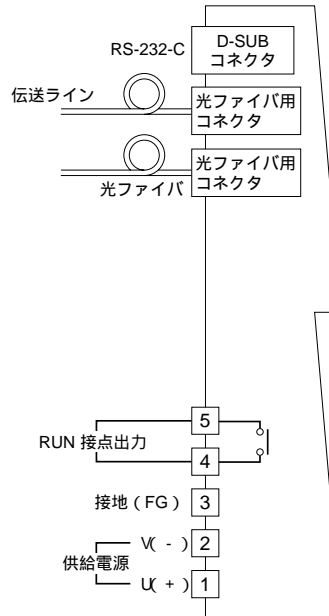 RS-232-C
D-SUB
コネクタ
伝送ライン
光ファイバ用
コネクタ
光ファイバ用
コネクタ
光ファイバ
5
RUN 接点出力
4
接地（FG）
3
V( - )
2
供給電源
U( + )
1